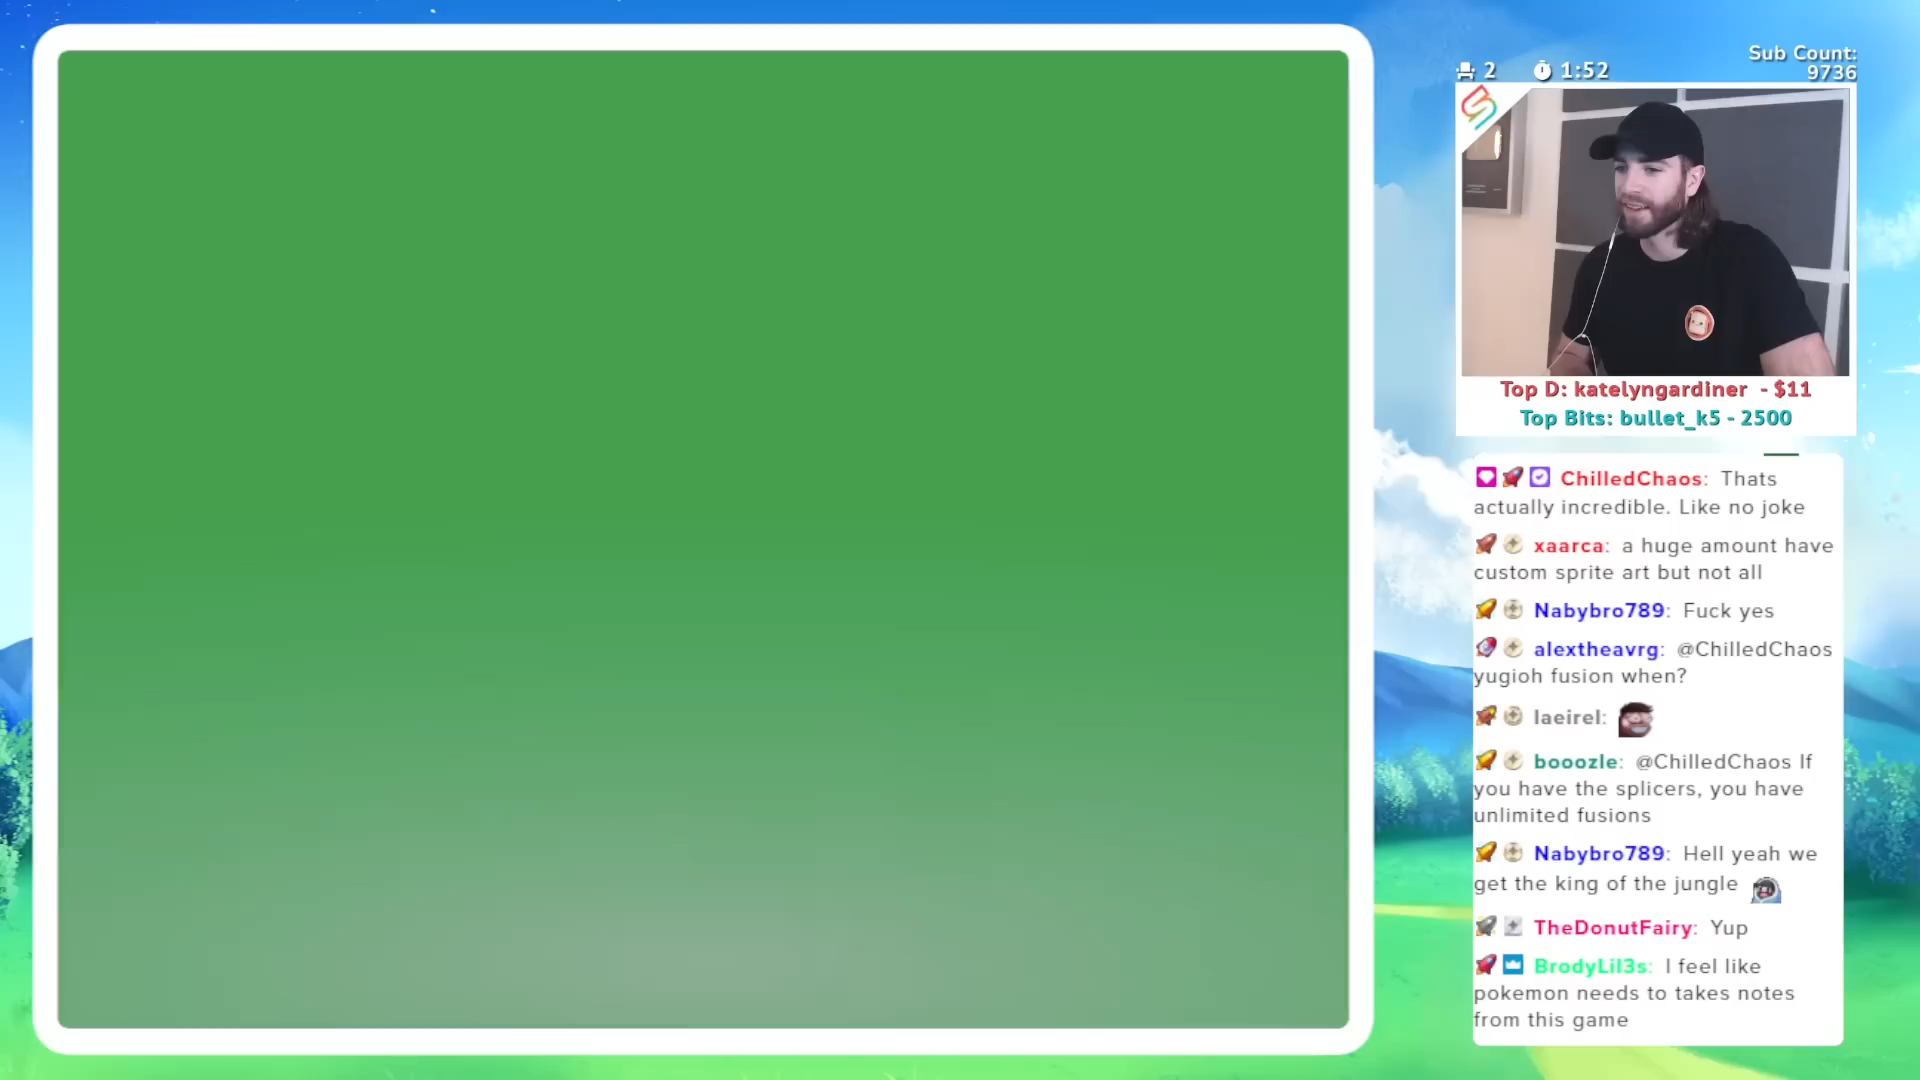 2
1:52
Sub Count:
9736
Top D: katelyngardiner - $11
Top Bits: bullet_k5 - 2500
ChilledChaos: Thats
actually incredible. Like no joke
xaarca: a huge amount have
custom sprite art but not all
Nabybro789: Fuck yes
alextheavrg: @ChilledChaos
yugioh fusion when?
laeirel:
booozle: @ChilledChaos If
you have the splicers, you have
unlimited fusions
Nabybro789: Hell yeah we
get the king of the jungle
TheDonutFairy: Yup
BrodyLil3s: I feel like
pokemon needs to takes notes
from this game